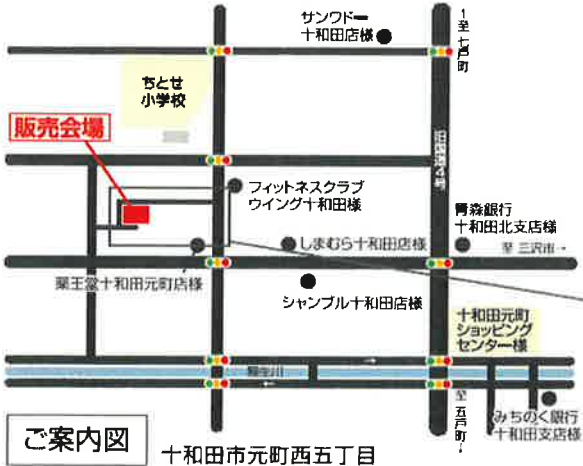 サンワドー
十和田店様
↑至 七戸町
ちとせ
小学校
販売会場
旧国道4号
フィットネスクラブ
ウイング十和田様
青森銀行
十和田北支店様
しまむら十和田店様
至 三沢市→
薬王堂十和田元町店様
シャンブル十和田店様
十和田元町
ショッピング
センター様
→
稲生川
←
至 五戸町↓
みちのく銀行
十和田支店様
ご案内図
十和田市元町西五丁目